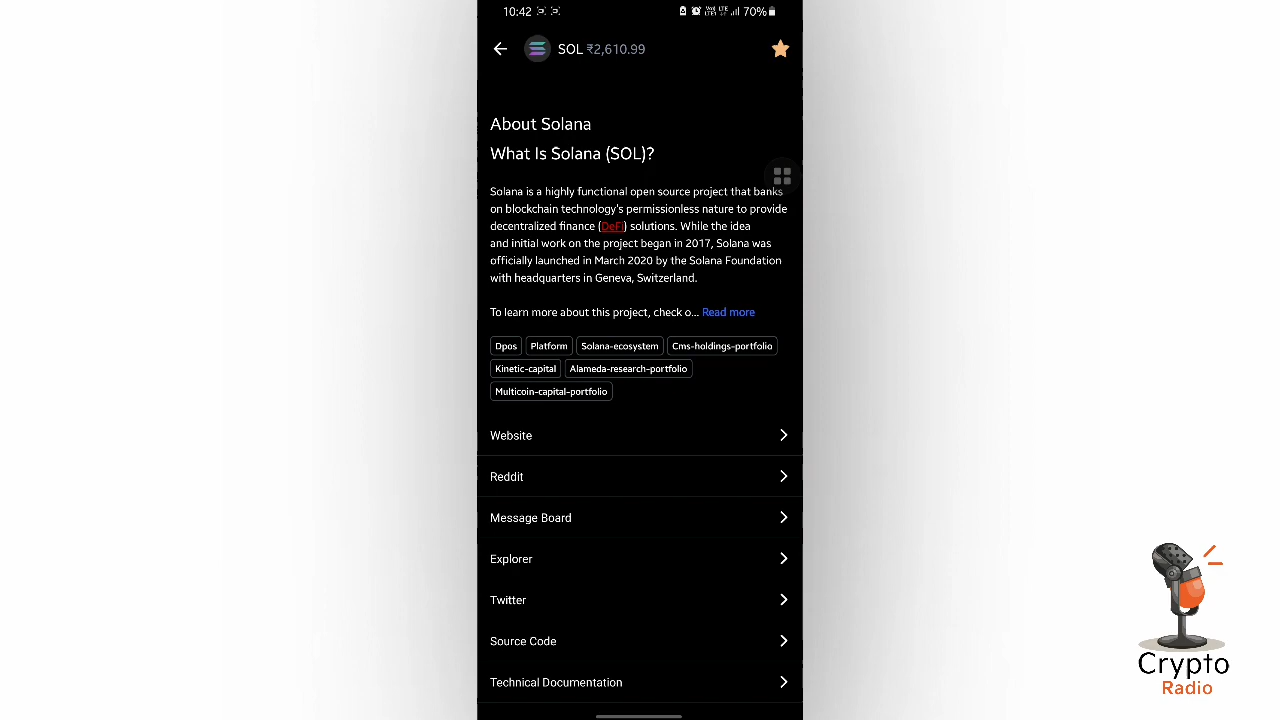 10:42
Vo)) LTE
LTE1
70%
SOL ₹2,610.99
About Solana
What Is Solana (SOL)?
Solana is a highly functional open source project that banks
on blockchain technology's permissionless nature to provide
decentralized finance (DeFi) solutions. While the idea
and initial work on the project began in 2017, Solana was
officially launched in March 2020 by the Solana Foundation
with headquarters in Geneva, Switzerland.
To learn more about this project, check o... Read more
Dpos Platform Solana-ecosystem Cms-holdings-portfolio
Kinetic-capital Alameda-research-portfolio
Multicoin-capital-portfolio
Website
Reddit
Message Board
Explorer
Twitter
Source Code
Technical Documentation
Crypto
Radio